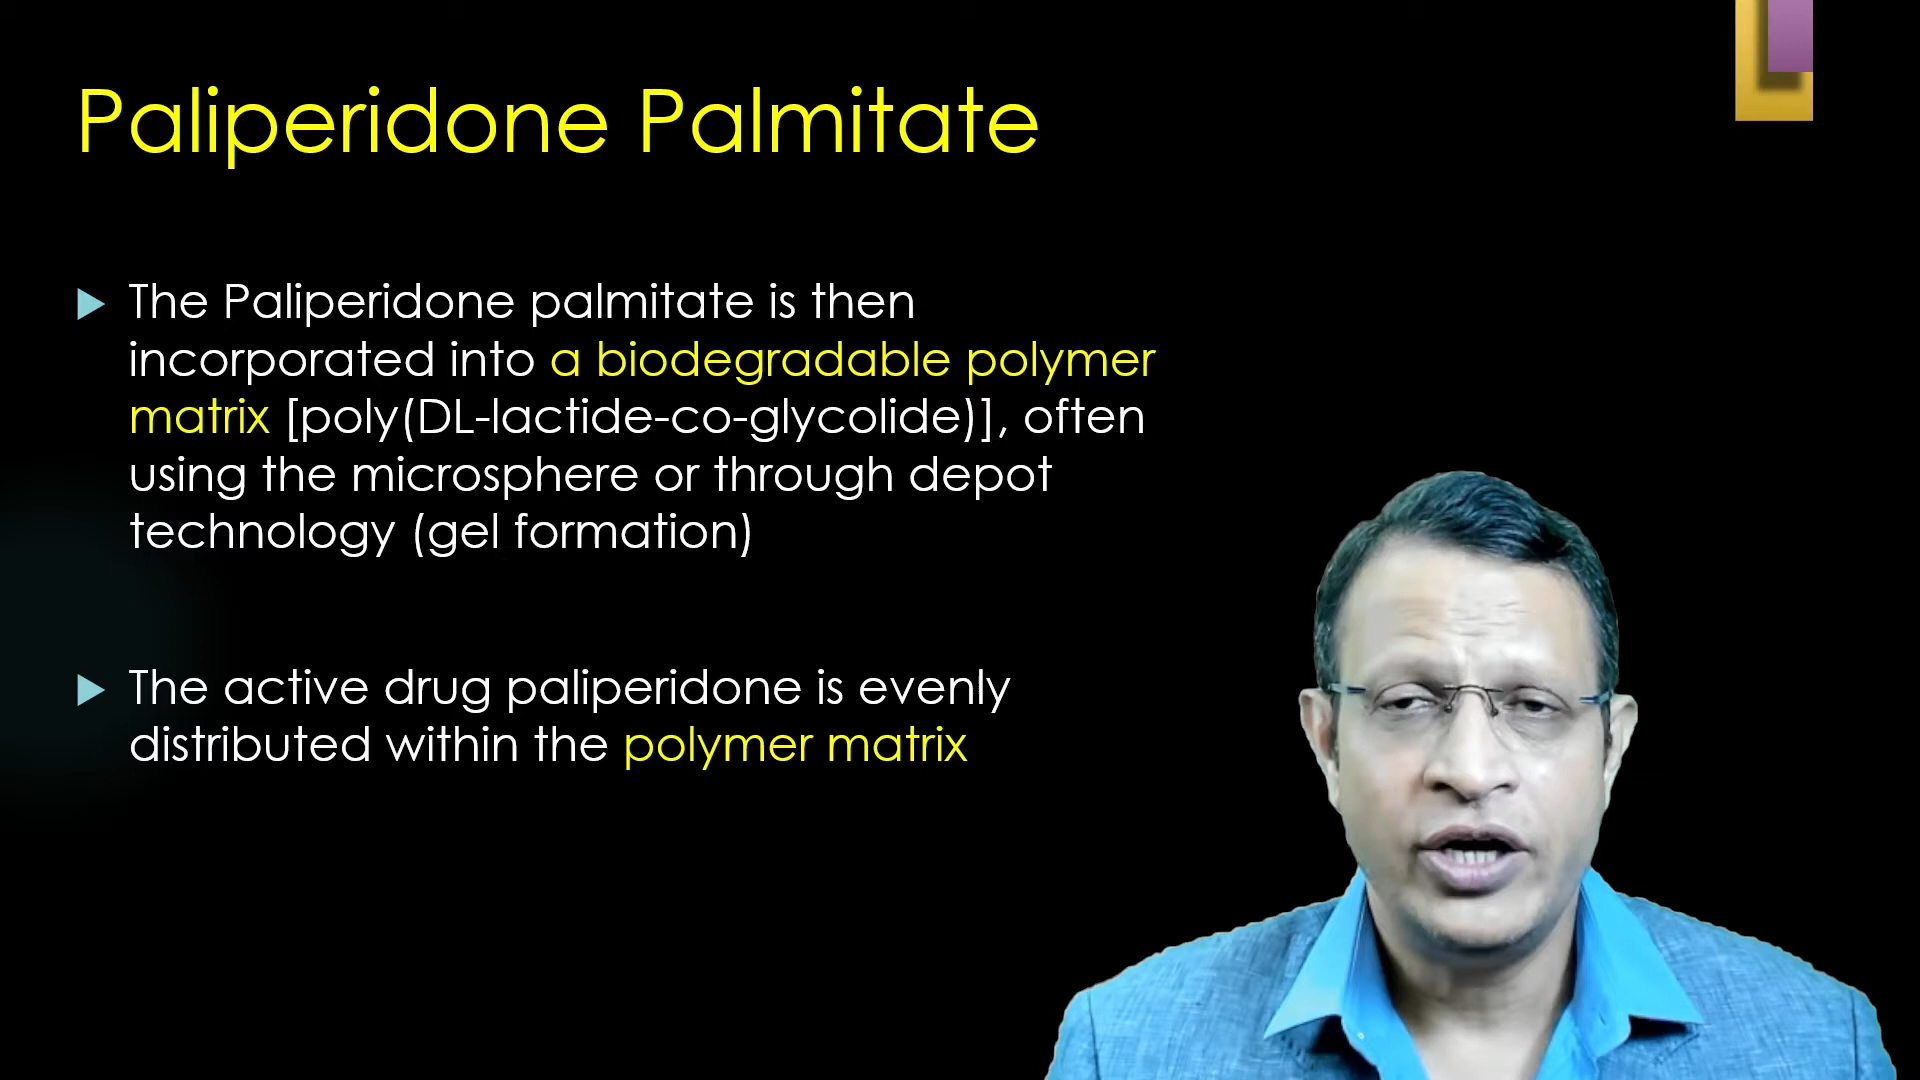 Paliperidone Palmitate
The Paliperidone palmitate is then
incorporated into a biodegradable polymer
matrix [poly(DL-lactide-co-glycolide)], often
using the microsphere or through depot
technology (gel formation)
The active drug paliperidone is evenly
distributed within the polymer matrix